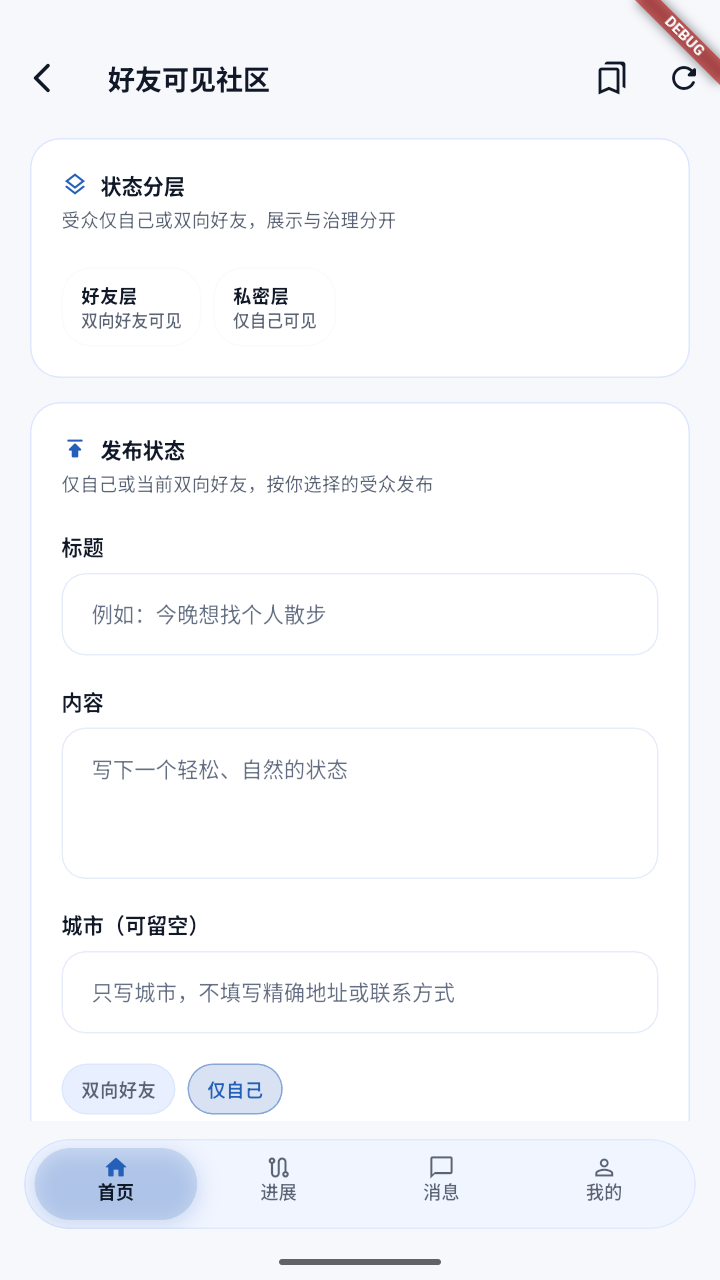 DEBUG
好友可见社区
状态分层
受众仅自己或双向好友，展示与治理分开
好友层
双向好友可见
私密层
仅自己可见
发布状态
仅自己或当前双向好友，按你选择的受众发布
标题
例如：今晚想找个人散步
内容
写下一个轻松、自然的状态
城市（可留空）
只写城市，不填写精确地址或联系方式
双向好友
仅自己
首页
进展
消息
我的